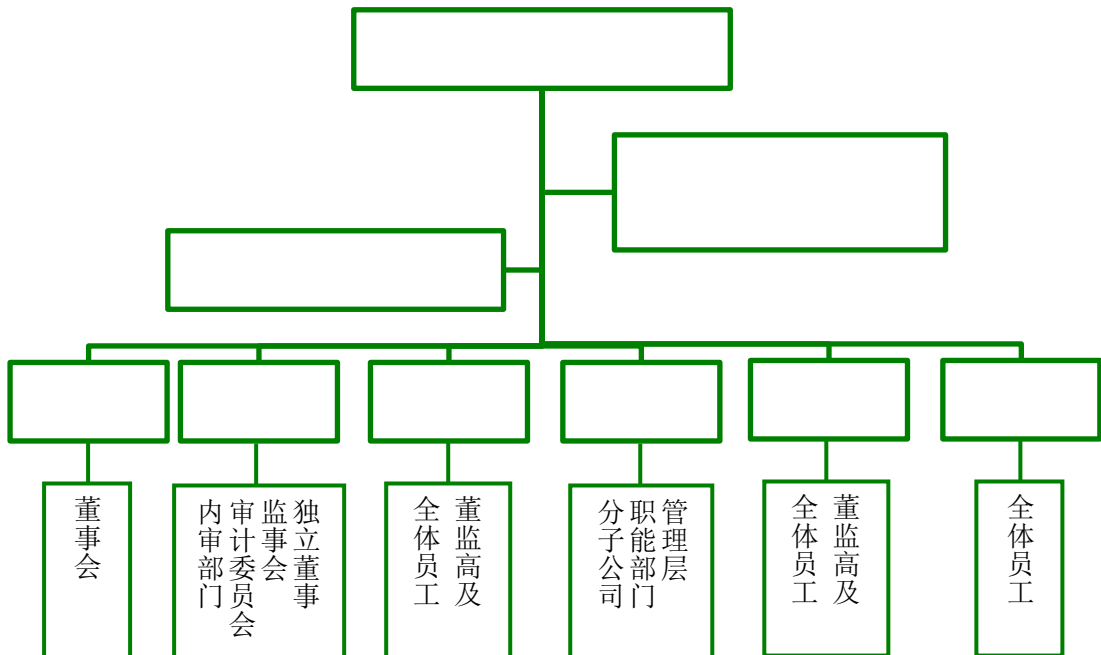 董事会
独立董事
监事会
审计委员会
内审部门
董监高及
全体员工
管理层
职能部门
分子公司
董监高及
全体员工
全体员工